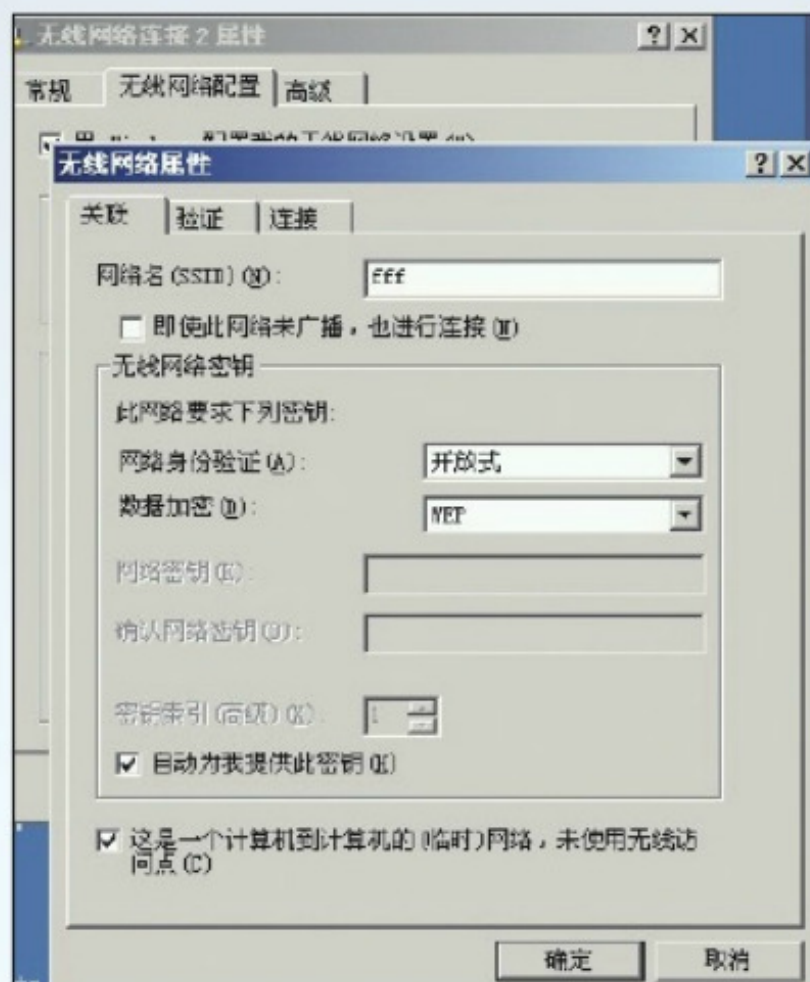 无线网络连接 2 属性
常规 无线网络配置 高级
无线网络属性
关联 验证 连接
网络名(SSID)(N): fff
即使此网络未广播，也进行连接(M)
无线网络密钥
此网络要求下列密钥:
网络身份验证(A): 开放式
数据加密(D): WEP
网络密钥(K):
确认网络密钥(O):
密钥索引(高级)(X): 1
自动为我提供此密钥(H)
这是一个计算机到计算机的(临时)网络，未使用无线访
问点(C)
确定 取消